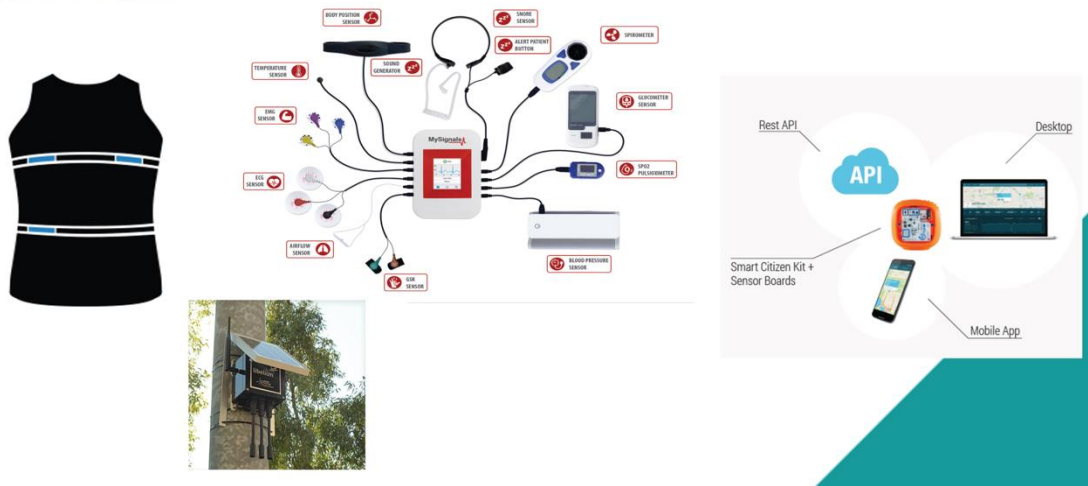 BODY POSITION
SENSOR
SNORE
SENSOR
ALERT PATIENT
BUTTON
SPIROMETER
TEMPERATURE
SENSOR
SOUND
GENERATOR
GLUCOMETER
SENSOR
EMG
SENSOR
MySignals
SPO2
PULSIOXIMETER
ECG
SENSOR
AIRFLOW
SENSOR
GSR
SENSOR
BLOOD PRESSURE
SENSOR
libelium
Rest API
Desktop
API
Smart Citizen Kit +
Sensor Boards
Mobile App